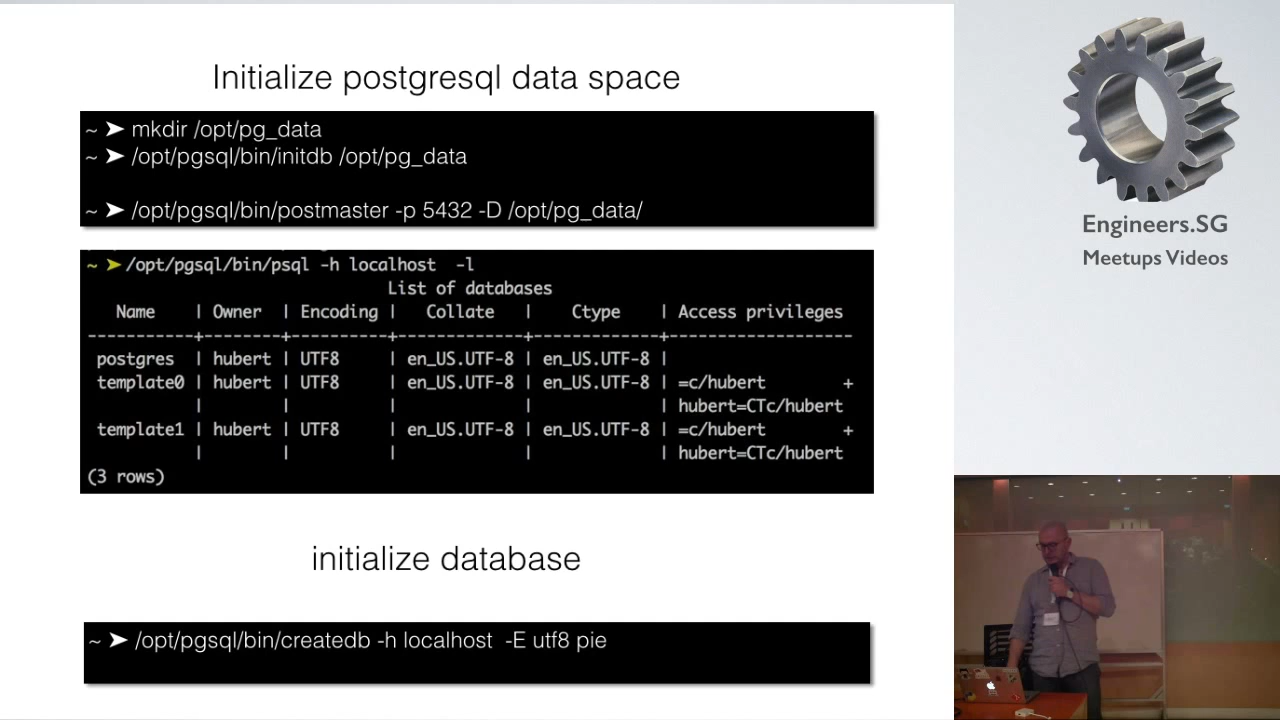 Initialize postgresql data space
~ ➤ mkdir /opt/pg_data
~ ➤ /opt/pgsql/bin/initdb /opt/pg_data
~ ➤ /opt/pgsql/bin/postmaster -p 5432 -D /opt/pg_data/
~ ➤ /opt/pgsql/bin/psql -h localhost -l
List of databases
Name | Owner | Encoding | Collate | Ctype | Access privileges
-----------+--------+----------+-------------+-------------+-------------------
postgres | hubert | UTF8 | en_US.UTF-8 | en_US.UTF-8 |
template0 | hubert | UTF8 | en_US.UTF-8 | en_US.UTF-8 | =c/hubert +
| | | | | hubert=CTc/hubert
template1 | hubert | UTF8 | en_US.UTF-8 | en_US.UTF-8 | =c/hubert +
| | | | | hubert=CTc/hubert
(3 rows)
initialize database
~ ➤ /opt/pgsql/bin/createdb -h localhost -E utf8 pie
Engineers.SG
Meetups Videos